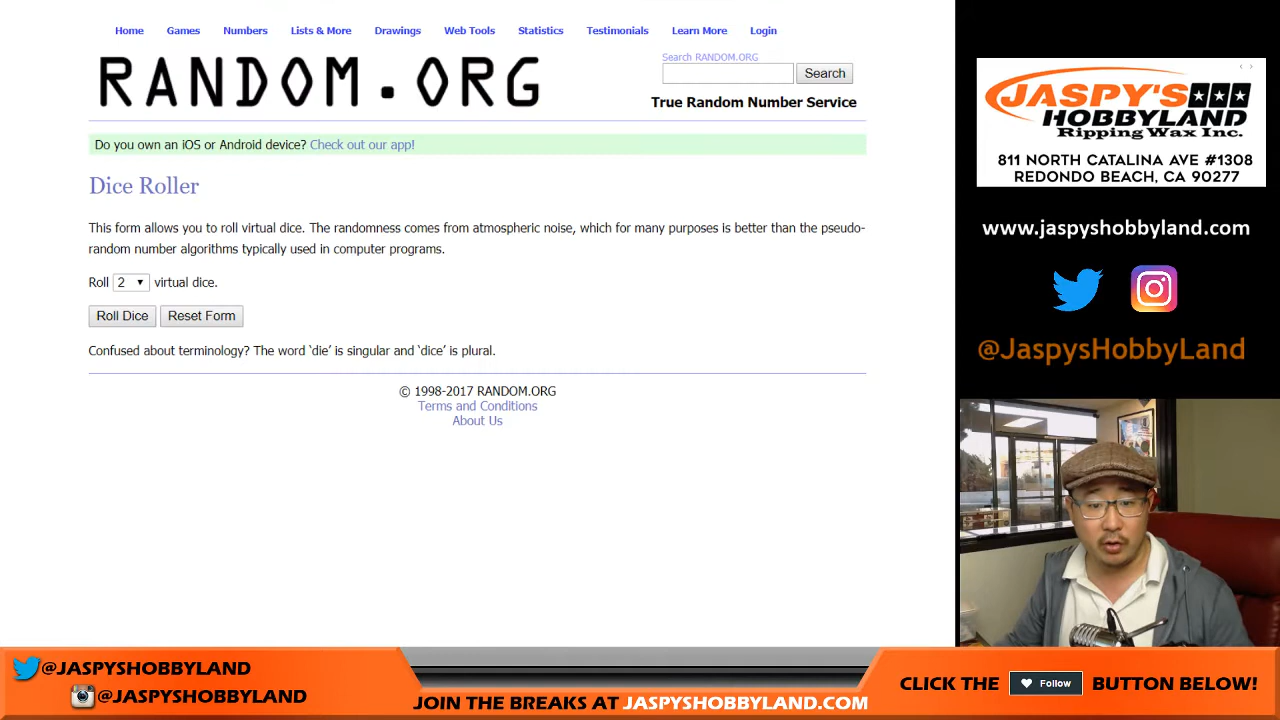 Home Games Numbers Lists & More Drawings Web Tools Statistics Testimonials Learn More Login
RANDOM.ORG
Search RANDOM.ORG
Search
True Random Number Service
Do you own an iOS or Android device? Check out our app!
Dice Roller
This form allows you to roll virtual dice. The randomness comes from atmospheric noise, which for many purposes is better than the pseudo-
random number algorithms typically used in computer programs.
Roll 2 virtual dice.
Roll Dice Reset Form
Confused about terminology? The word ‘die’ is singular and ‘dice’ is plural.
© 1998-2017 RANDOM.ORG
Terms and Conditions
About Us
JASPY'S
HOBBYLAND
Ripping Wax Inc.
811 NORTH CATALINA AVE #1308
REDONDO BEACH, CA 90277
www.jaspyshobbyland.com
@JaspysHobbyLand
@JASPYSHOBBYLAND
@JASPYSHOBBYLAND
JOIN THE BREAKS AT JASPYSHOBBYLAND.COM
CLICK THE Follow BUTTON BELOW!